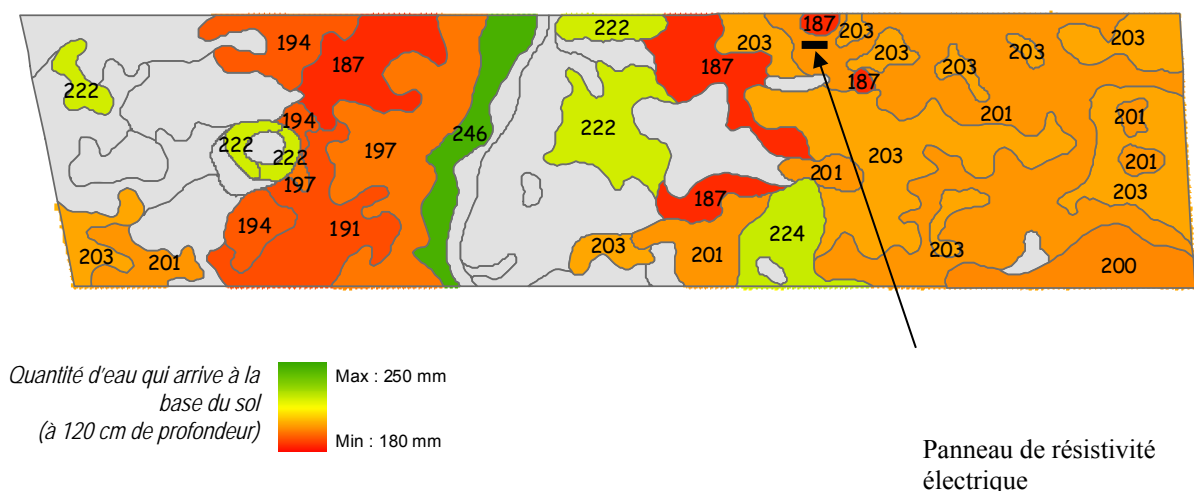 187
194 203 203
203
187 203 203
187
222 187
222 201 201
194
246
222 222 197 222 203 201
197 201
203
194 191 187
224
203 203
203 201 201 200
Quantité d'eau qui arrive à la
base du sol
(à 120 cm de profondeur)
Max : 250 mm
Min : 180 mm
Panneau de résistivité
électrique